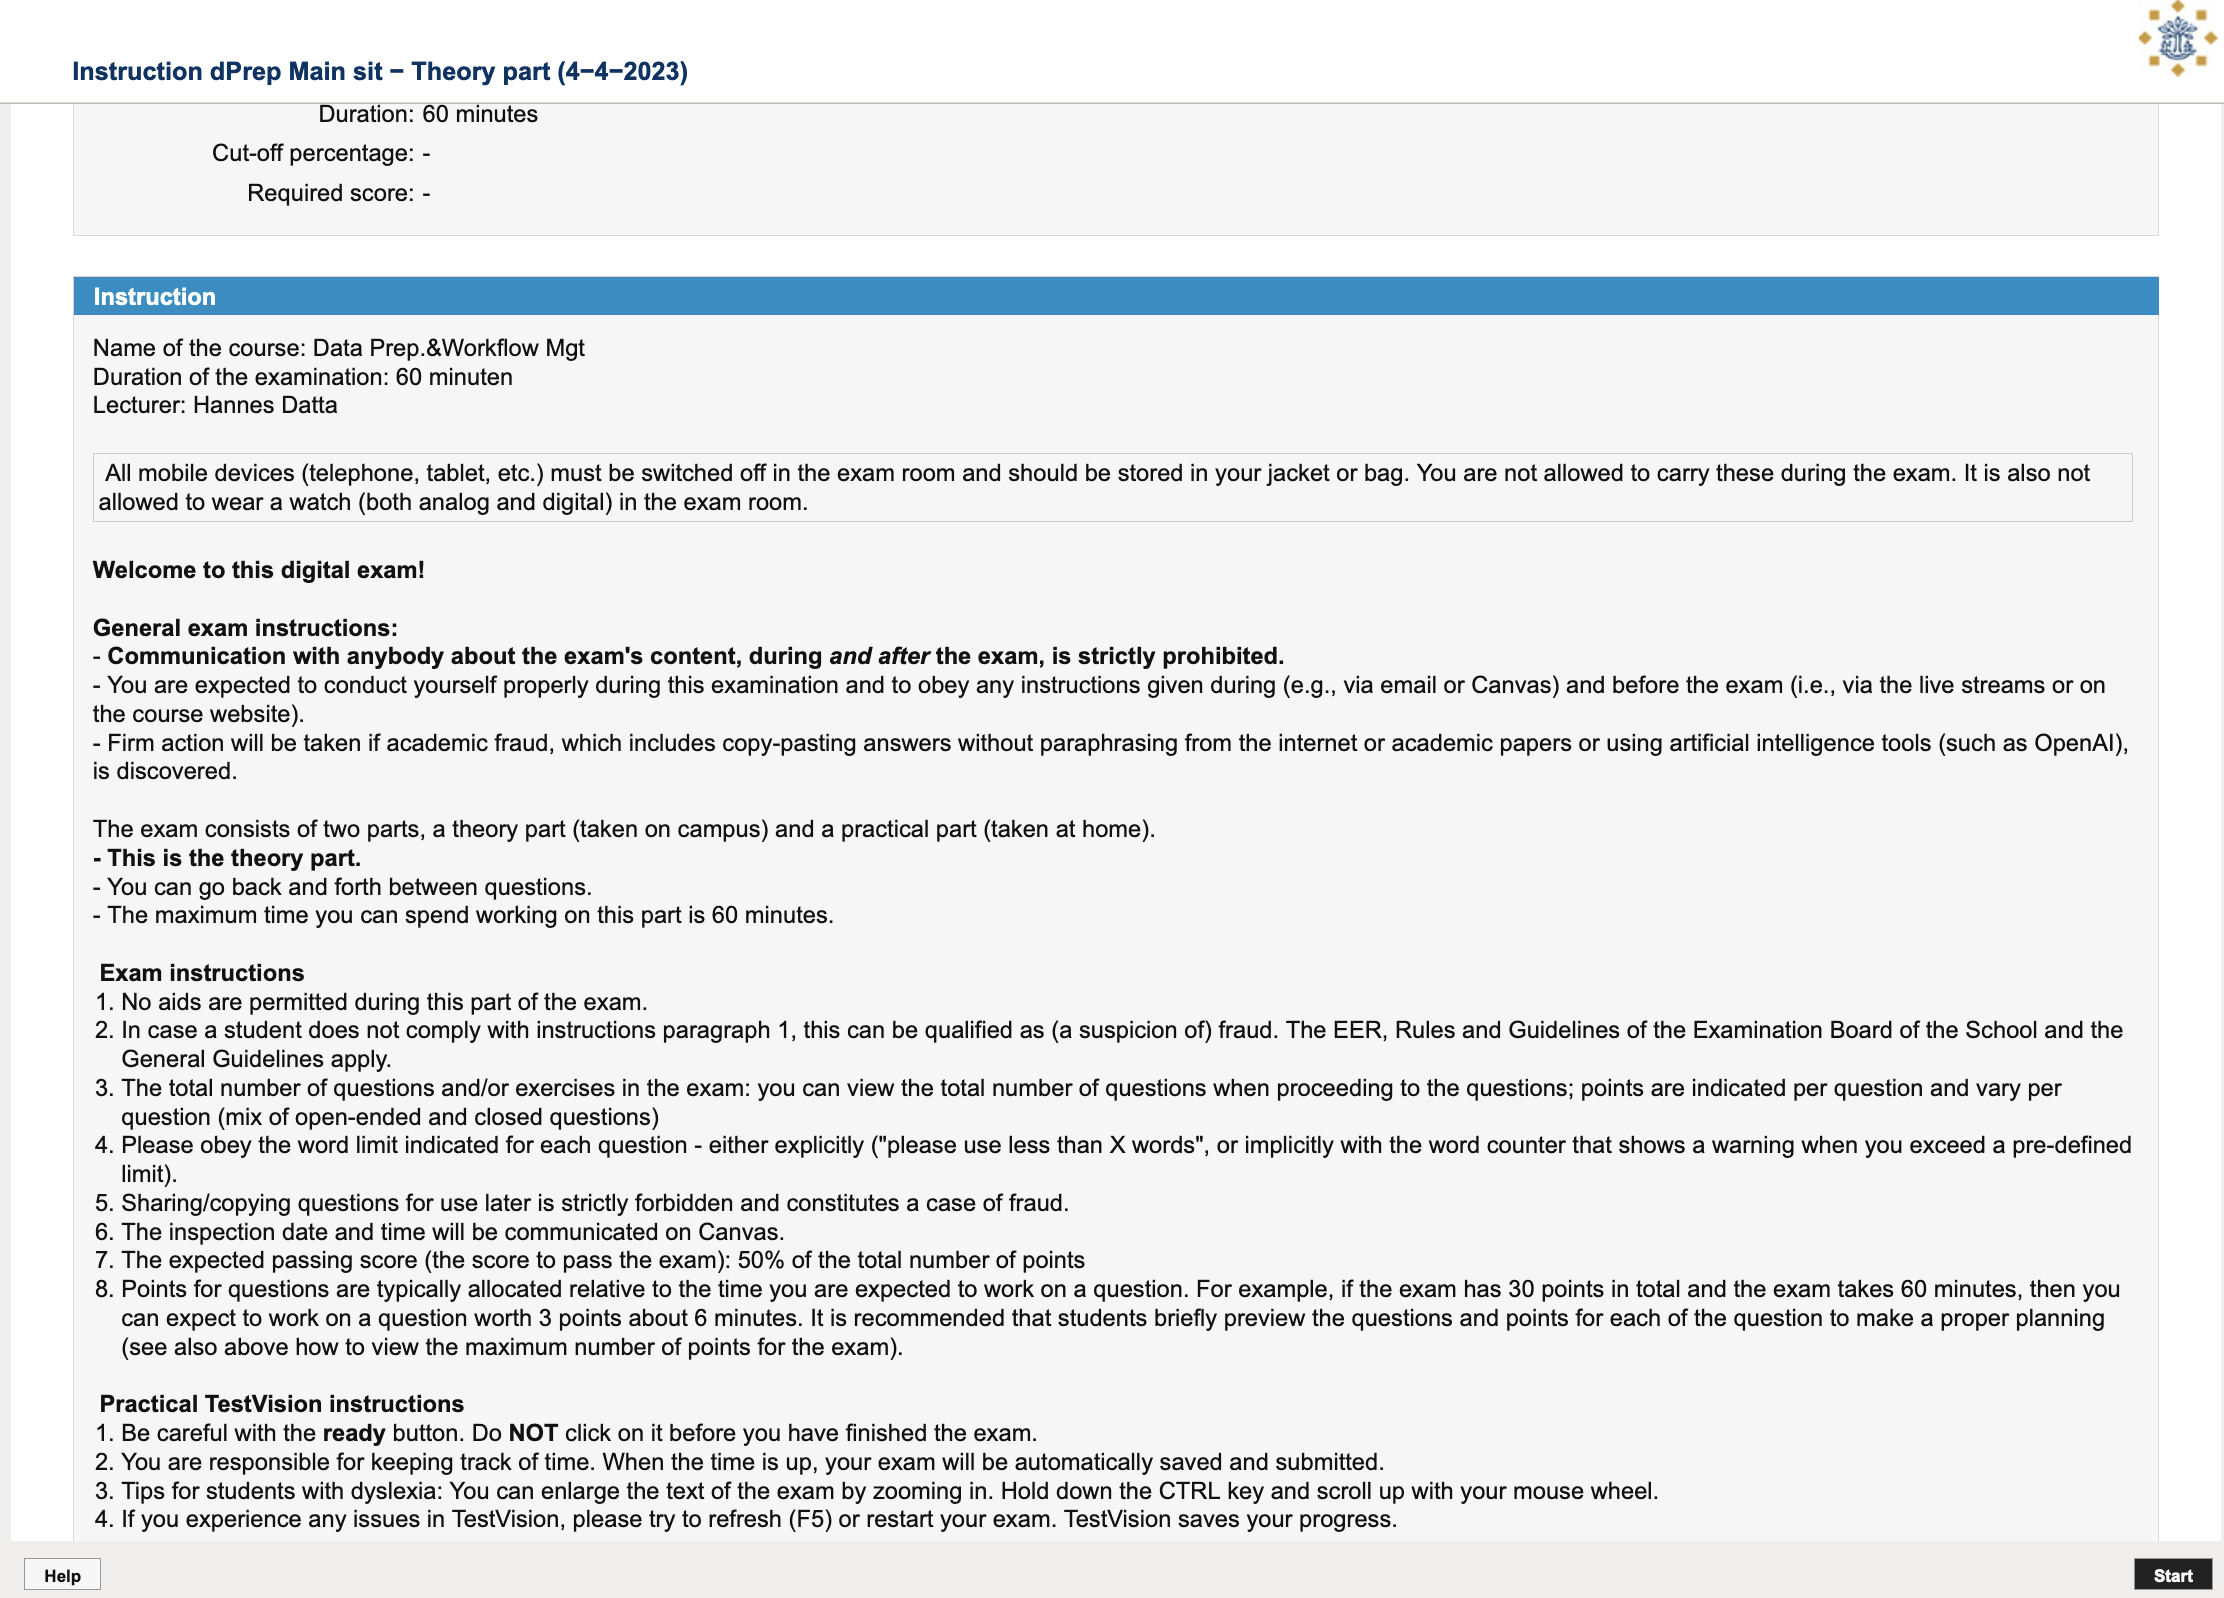 Instruction dPrep Main sit – Theory part (4–4–2023)
Duration: 60 minutes
Cut-off percentage: -
Required score: -
Instruction
Name of the course: Data Prep.&Workflow Mgt
Duration of the examination: 60 minuten
Lecturer: Hannes Datta
All mobile devices (telephone, tablet, etc.) must be switched off in the exam room and should be stored in your jacket or bag. You are not allowed to carry these during the exam. It is also not
allowed to wear a watch (both analog and digital) in the exam room.
Welcome to this digital exam!
General exam instructions:
- Communication with anybody about the exam's content, during and after the exam, is strictly prohibited.
- You are expected to conduct yourself properly during this examination and to obey any instructions given during (e.g., via email or Canvas) and before the exam (i.e., via the live streams or on
the course website).
- Firm action will be taken if academic fraud, which includes copy-pasting answers without paraphrasing from the internet or academic papers or using artificial intelligence tools (such as OpenAI),
is discovered.
The exam consists of two parts, a theory part (taken on campus) and a practical part (taken at home).
- This is the theory part.
- You can go back and forth between questions.
- The maximum time you can spend working on this part is 60 minutes.
Exam instructions
1. No aids are permitted during this part of the exam.
2. In case a student does not comply with instructions paragraph 1, this can be qualified as (a suspicion of) fraud. The EER, Rules and Guidelines of the Examination Board of the School and the
General Guidelines apply.
3. The total number of questions and/or exercises in the exam: you can view the total number of questions when proceeding to the questions; points are indicated per question and vary per
question (mix of open-ended and closed questions)
4. Please obey the word limit indicated for each question - either explicitly ("please use less than X words", or implicitly with the word counter that shows a warning when you exceed a pre-defined
limit).
5. Sharing/copying questions for use later is strictly forbidden and constitutes a case of fraud.
6. The inspection date and time will be communicated on Canvas.
7. The expected passing score (the score to pass the exam): 50% of the total number of points
8. Points for questions are typically allocated relative to the time you are expected to work on a question. For example, if the exam has 30 points in total and the exam takes 60 minutes, then you
can expect to work on a question worth 3 points about 6 minutes. It is recommended that students briefly preview the questions and points for each of the question to make a proper planning
(see also above how to view the maximum number of points for the exam).
Practical TestVision instructions
1. Be careful with the ready button. Do NOT click on it before you have finished the exam.
2. You are responsible for keeping track of time. When the time is up, your exam will be automatically saved and submitted.
3. Tips for students with dyslexia: You can enlarge the text of the exam by zooming in. Hold down the CTRL key and scroll up with your mouse wheel.
4. If you experience any issues in TestVision, please try to refresh (F5) or restart your exam. TestVision saves your progress.
Help
Start